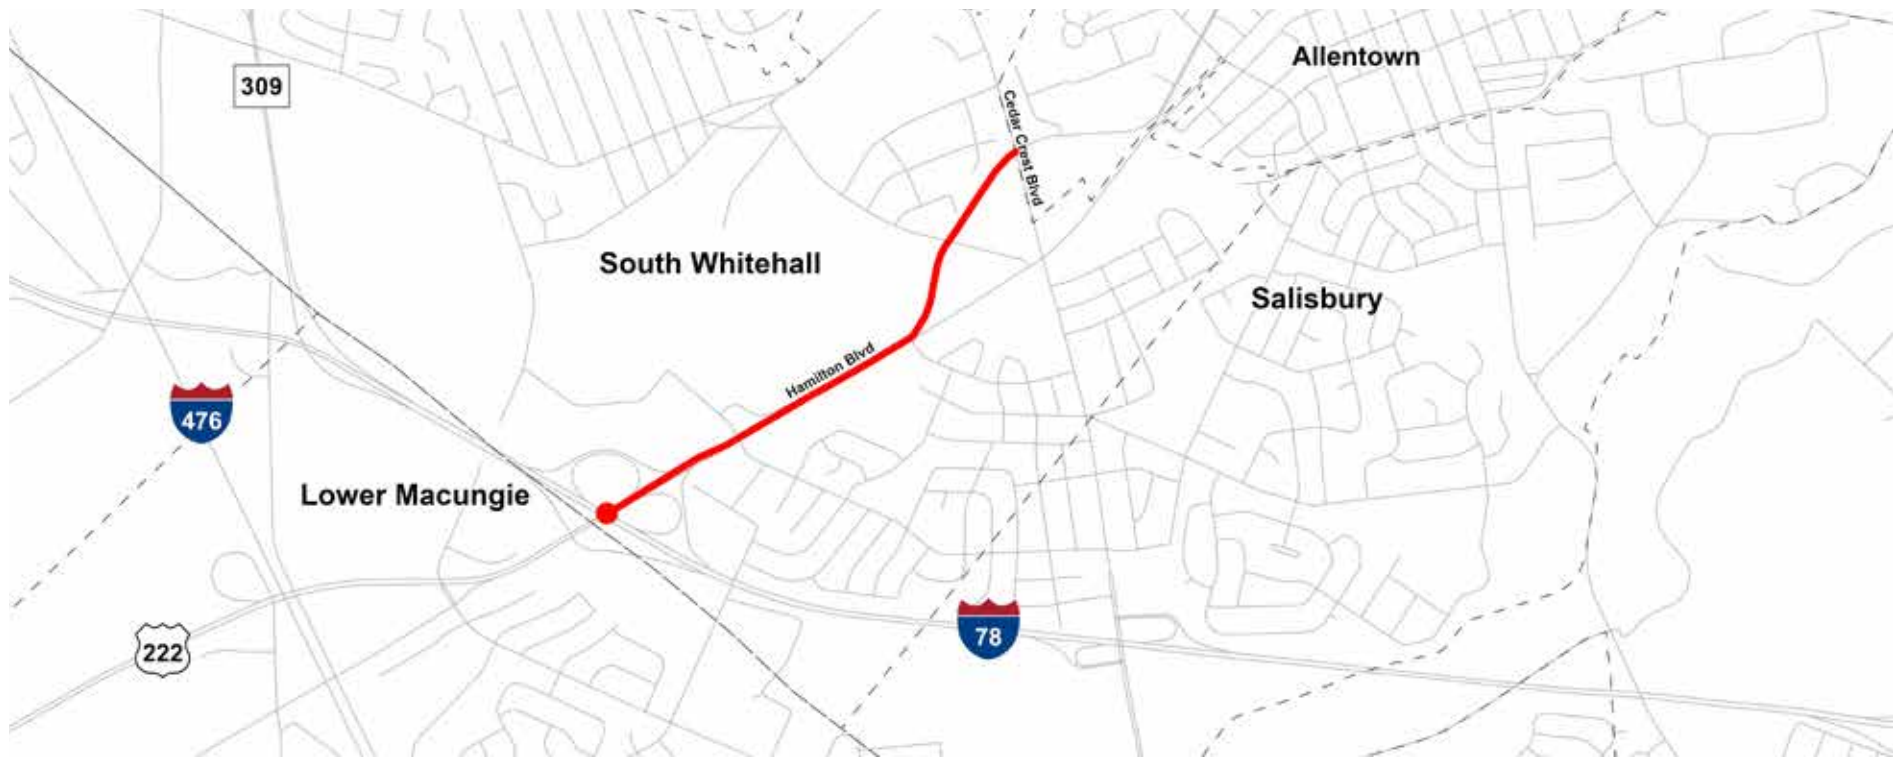 Allentown
309
Cedar Crest Blvd
South Whitehall
Salisbury
Hamilton Blvd
476
Lower Macungie
78
222